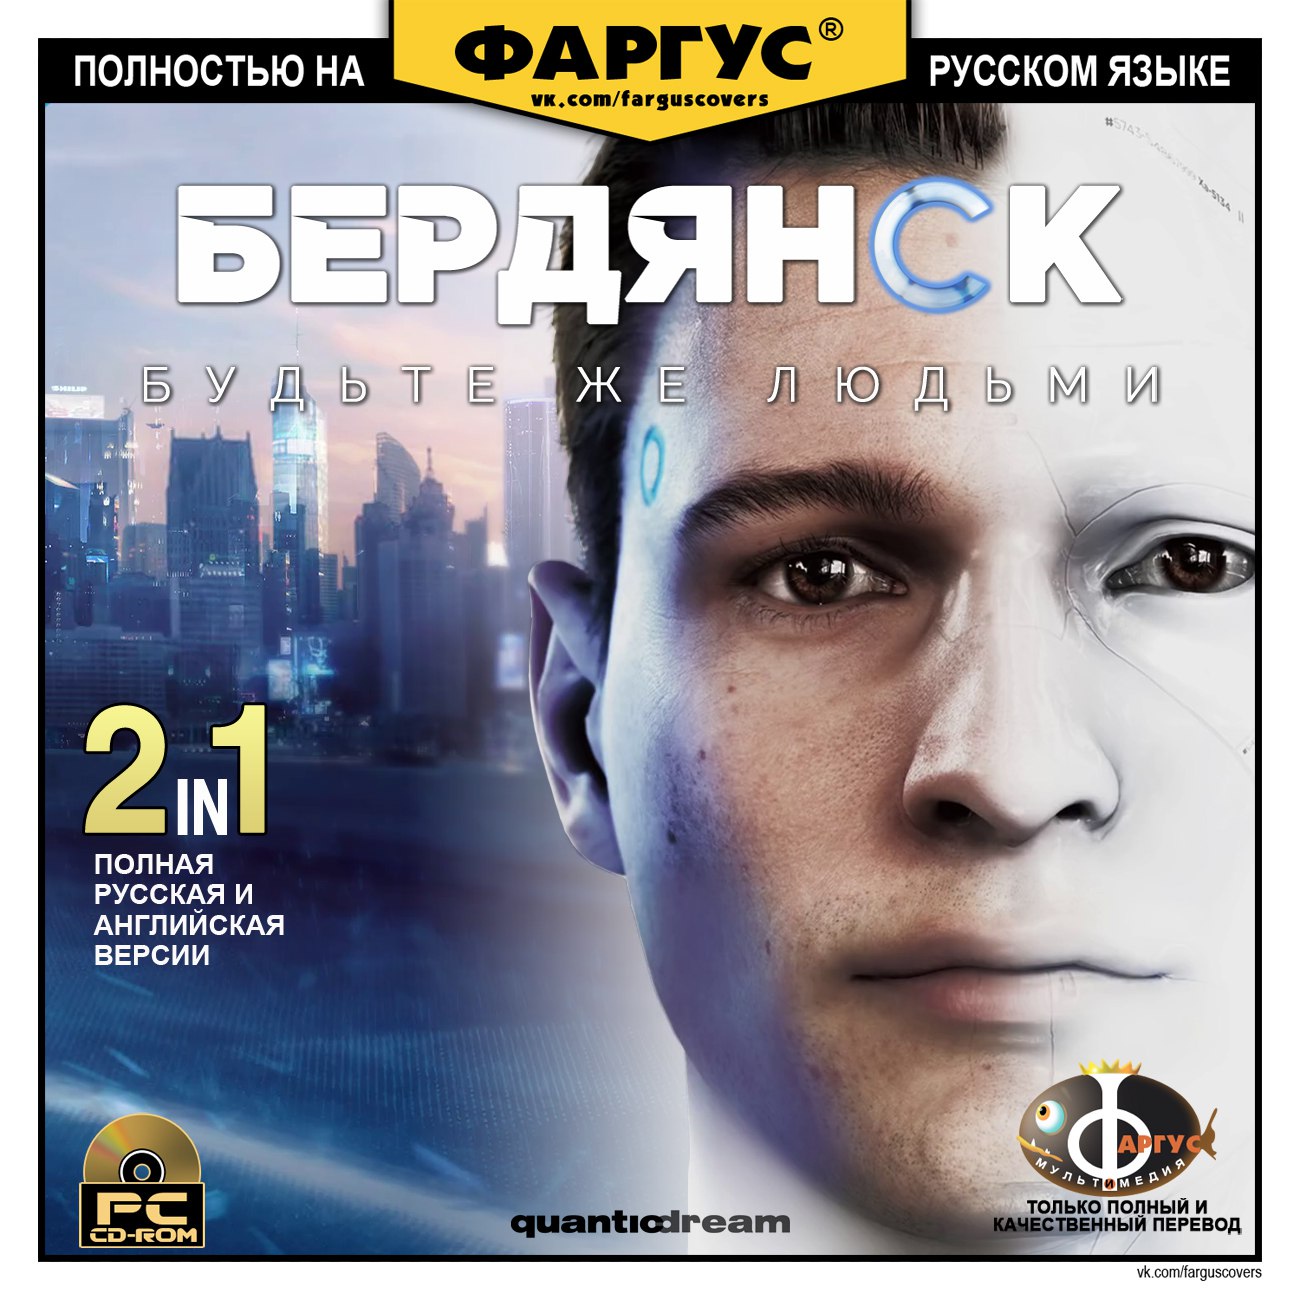 ПОЛНОСТЬЮ НА
ФАРГУС®
РУССКОМ ЯЗЫКЕ
vk.com/farguscovers
БЕРДЯНСК
БУДЬТЕ ЖЕ ЛЮДЬМИ
2IN1
ПОЛНАЯ
РУССКАЯ И
АНГЛИЙСКАЯ
ВЕРСИИ
PC
CD-ROM
quanticdream
ФАРГУС
МУЛЬТИМЕДИЯ
ТОЛЬКО ПОЛНЫЙ И
КАЧЕСТВЕННЫЙ ПЕРЕВОД
vk.com/farguscovers